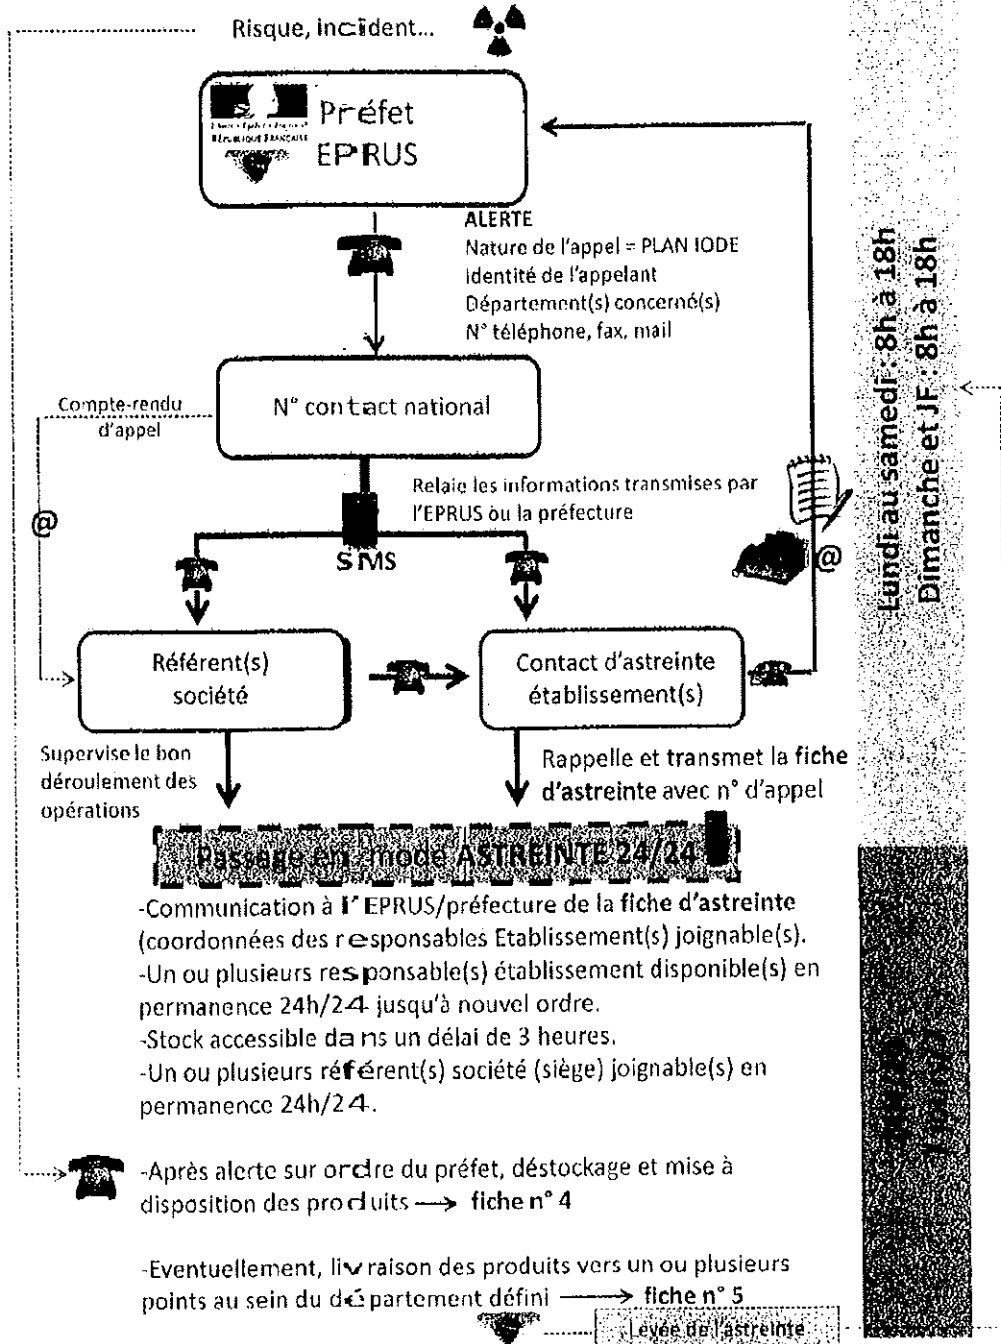 Risque, incident...
Préfet
EPRUS
RÉPUBLIQUE FRANÇAISE
ALERTE
Nature de l'appel = PLAN IODE
Identité de l'appelant
Département(s) concerné(s)
N° téléphone, fax, mail
Compte-rendu
d'appel
N° contact national
Relaie les informations transmises par
l'EPRUS ou la préfecture
@
SMS
@
Référent(s)
société
Contact d'astreinte
établissement(s)
Supervise le bon
déroulement des
opérations
Rappelle et transmet la fiche
d'astreinte avec n° d'appel
Passage en mode ASTREINTE 24/24
-Communication à l'EPRUS/préfecture de la fiche d'astreinte
(coordonnées des responsables Etablissement(s) joignable(s).
-Un ou plusieurs responsable(s) établissement disponible(s) en
permanence 24h/24 jusqu'à nouvel ordre.
-Stock accessible dans un délai de 3 heures.
-Un ou plusieurs référent(s) société (siège) joignable(s) en
permanence 24h/24.
-Après alerte sur ordre du préfet, déstockage et mise à
disposition des produits → fiche n° 4
-Eventuellement, livraison des produits vers un ou plusieurs
points au sein du département défini → fiche n° 5
Levée de l'astreinte
Lundi au samedi : 8h à 18h
Dimanche et JF : 8h à 18h